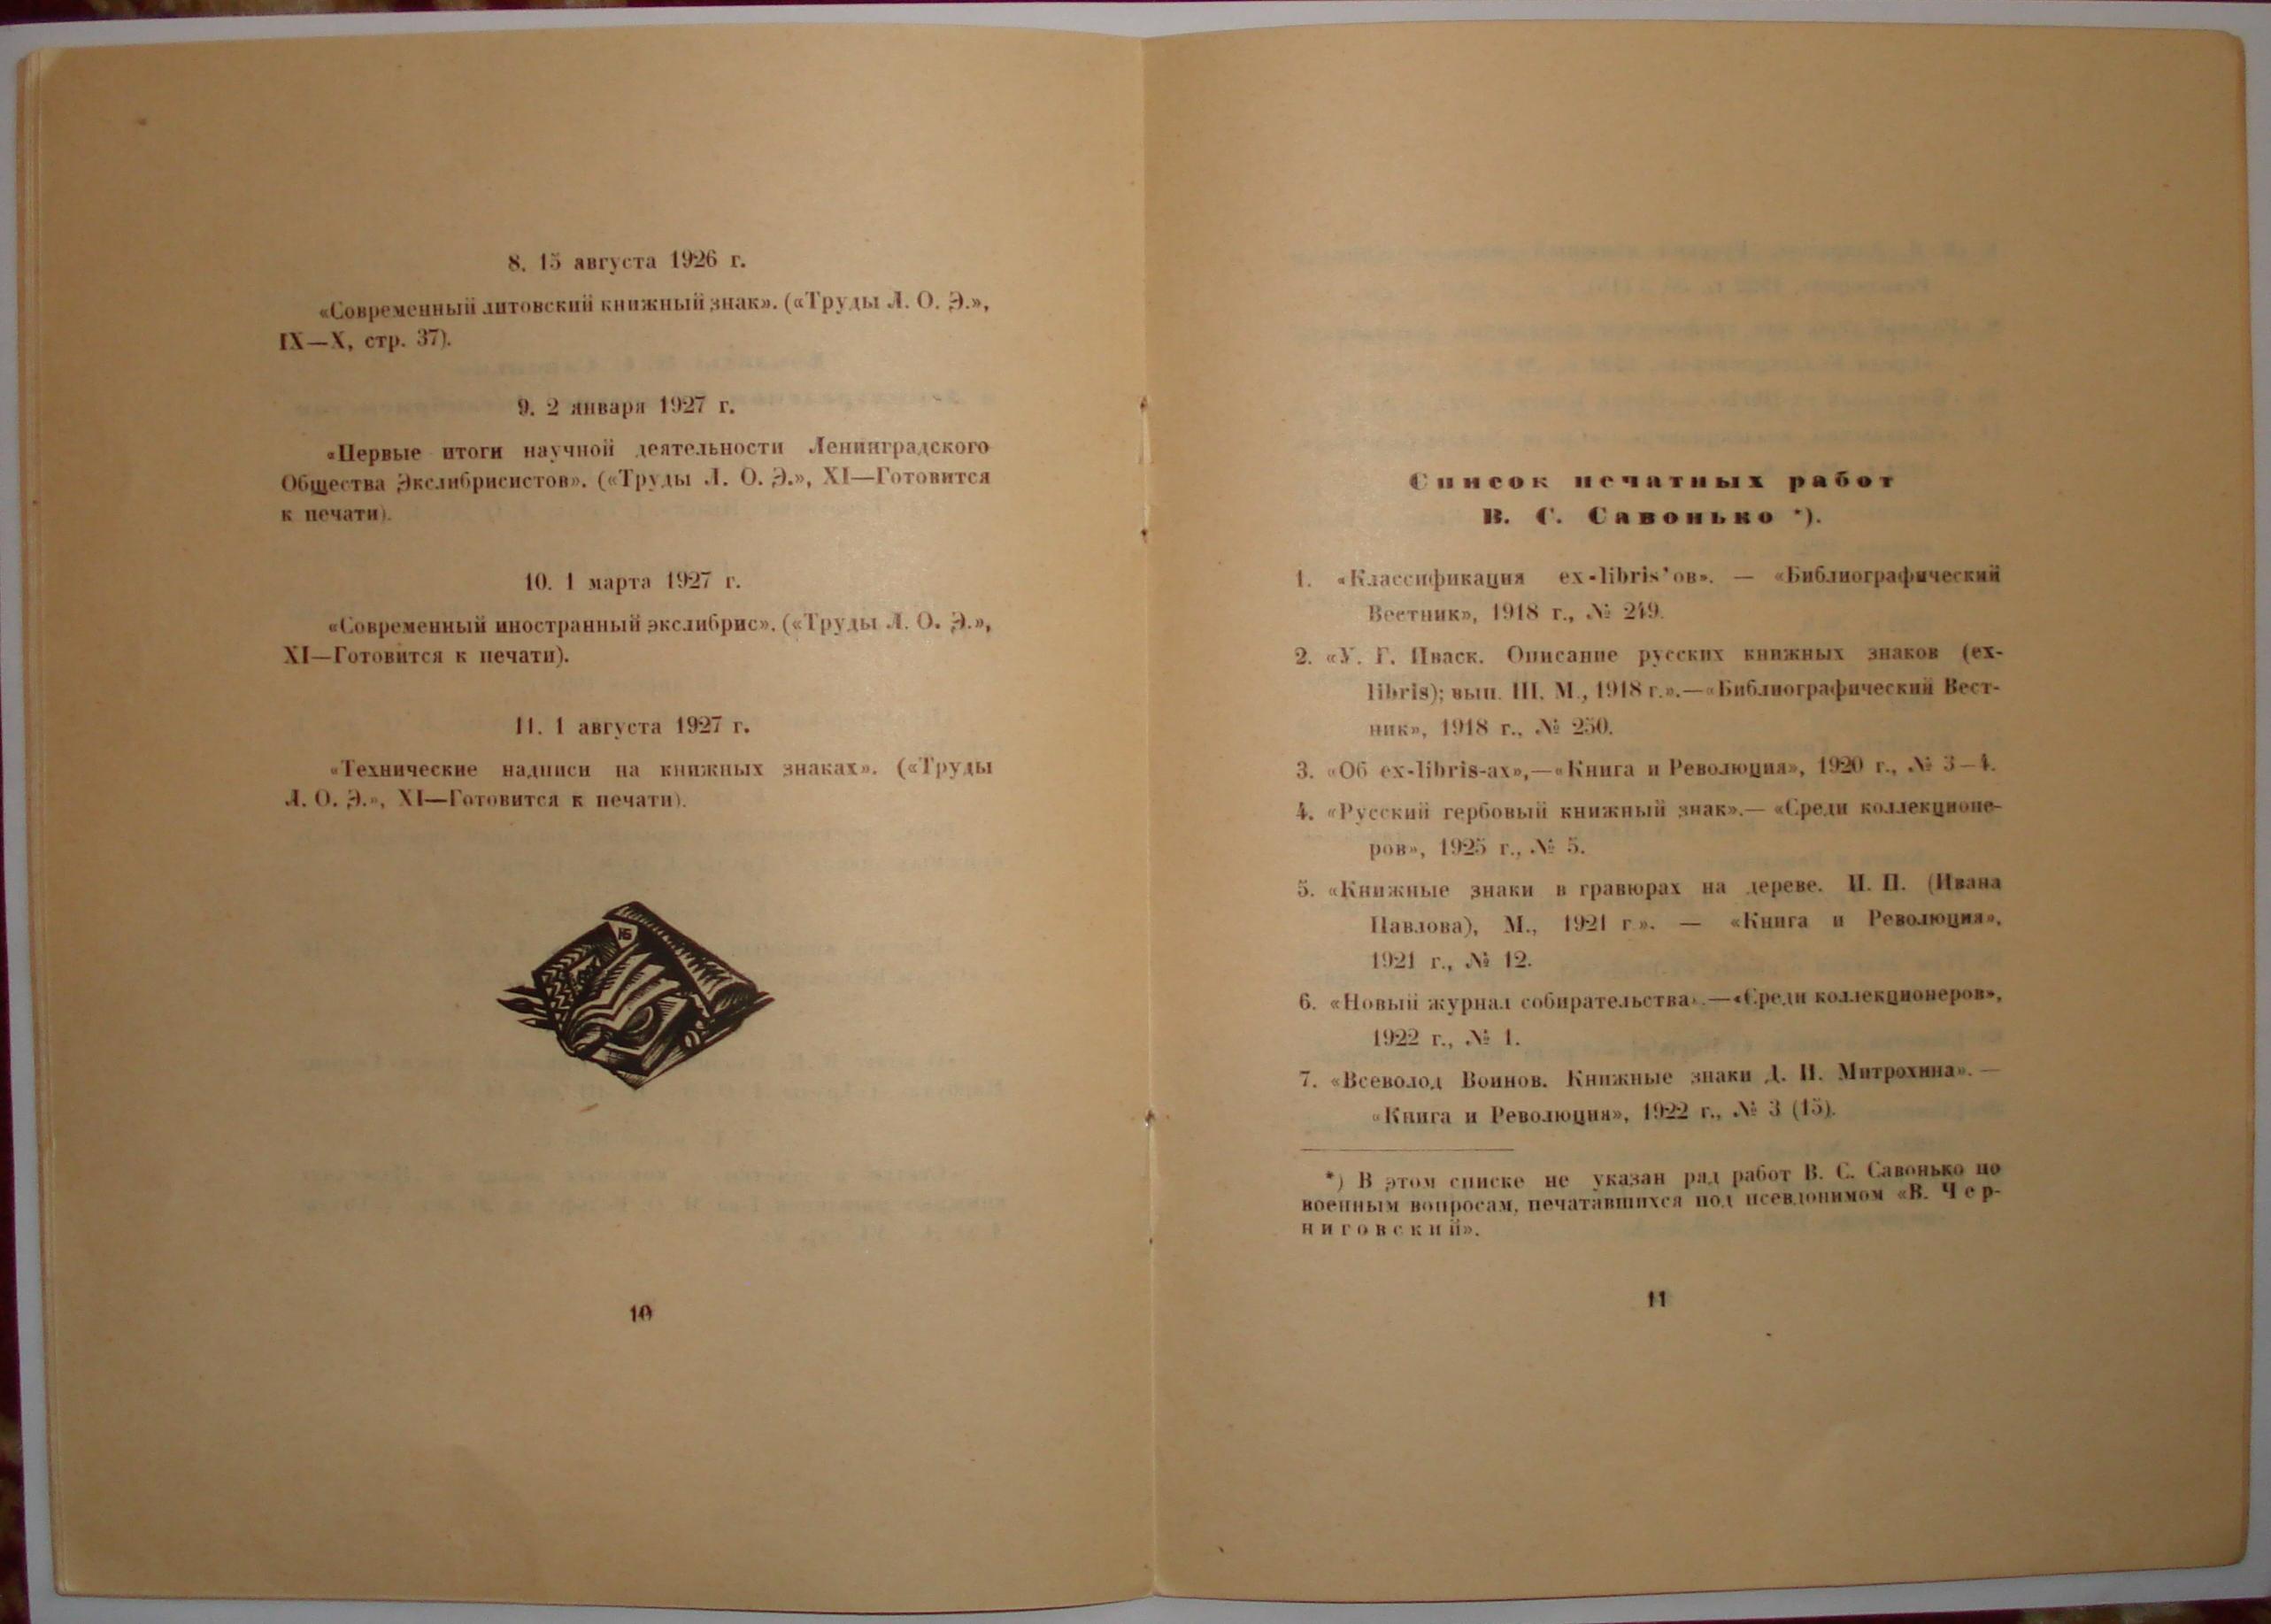 8. 15 августа 1926 г.
«Современный литовский книжный знак». («Труды Л. О. Э.»,
IX—X, стр. 37).
9. 2 января 1927 г.
«Первые итоги научной деятельности Ленинградского
Общества Экслибрисистов». («Труды Л. О. Э.», XI—Готовится
к печати).
10. 1 марта 1927 г.
«Современный иностранный экслибрис». («Труды Л. О. Э.»,
XI—Готовится к печати).
11. 1 августа 1927 г.
«Технические надписи на книжных знаках». («Труды
Л. О. Э.», XI—Готовится к печати).
10
Список печатных работ
В. С. Савонько *).
1. «Классификация ex-libris'ов». — «Библиографический
Вестник», 1918 г., № 249.
2. «У. Г. Иваск. Описание русских книжных знаков (ex-
libris); вып. III. М., 1918 г.».—«Библиографический Вест-
ник», 1918 г., № 250.
3. «Об ex-libris-ах»,—«Книга и Революция», 1920 г., № 3—4.
4. «Русский гербовый книжный знак».— «Среди коллекционе-
ров», 1925 г., № 5.
5. «Книжные знаки в гравюрах на дереве. И. П. (Ивана
Павлова), М., 1921 г.». — «Книга и Революция»,
1921 г., № 12.
6. «Новый журнал собирательства».—«Среди коллекционеров»,
1922 г., № 1.
7. «Всеволод Воинов. Книжные знаки Д. И. Митрохина». —
«Книга и Революция», 1922 г., № 3 (15).
*) В этом списке не указан ряд работ В. С. Савонько по
военным вопросам, печатавшихся под псевдонимом «В. Чер-
ниговский».
11